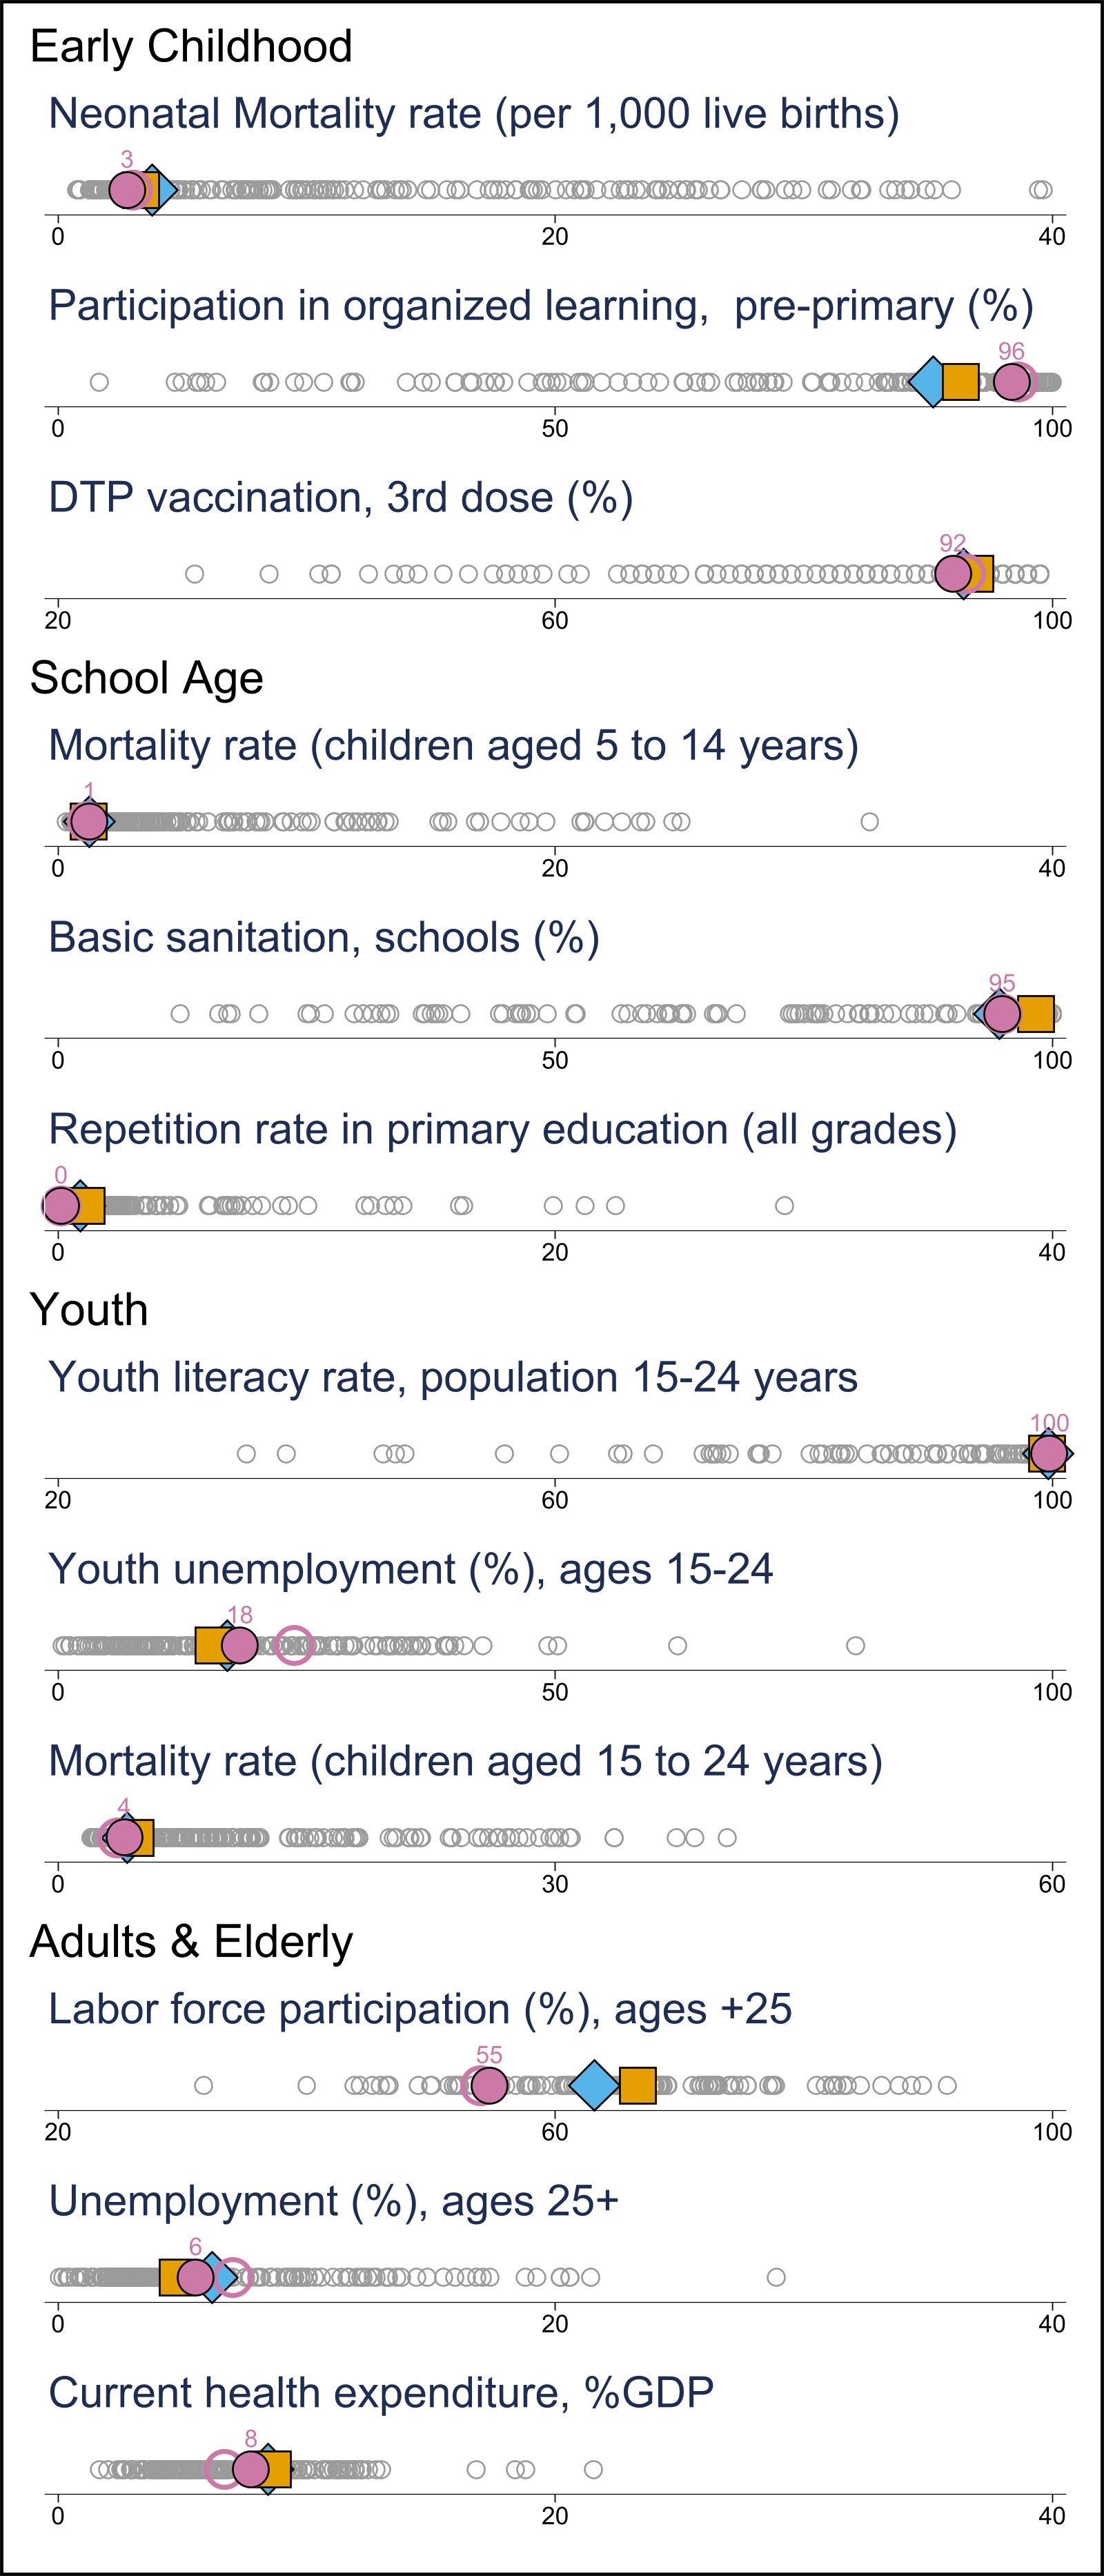 Early Childhood
Neonatal Mortality rate (per 1,000 live births)
3
0 20 40
Participation in organized learning,  pre-primary (%)
96
0 50 100
DTP vaccination, 3rd dose (%)
92
20 60 100
School Age
Mortality rate (children aged 5 to 14 years)
1
0 20 40
Basic sanitation, schools (%)
95
0 50 100
Repetition rate in primary education (all grades)
0
0 20 40
Youth
Youth literacy rate, population 15-24 years
100
20 60 100
Youth unemployment (%), ages 15-24
18
0 50 100
Mortality rate (children aged 15 to 24 years)
4
0 30 60
Adults & Elderly
Labor force participation (%), ages +25
55
20 60 100
Unemployment (%), ages 25+
6
0 20 40
Current health expenditure, %GDP
8
0 20 40